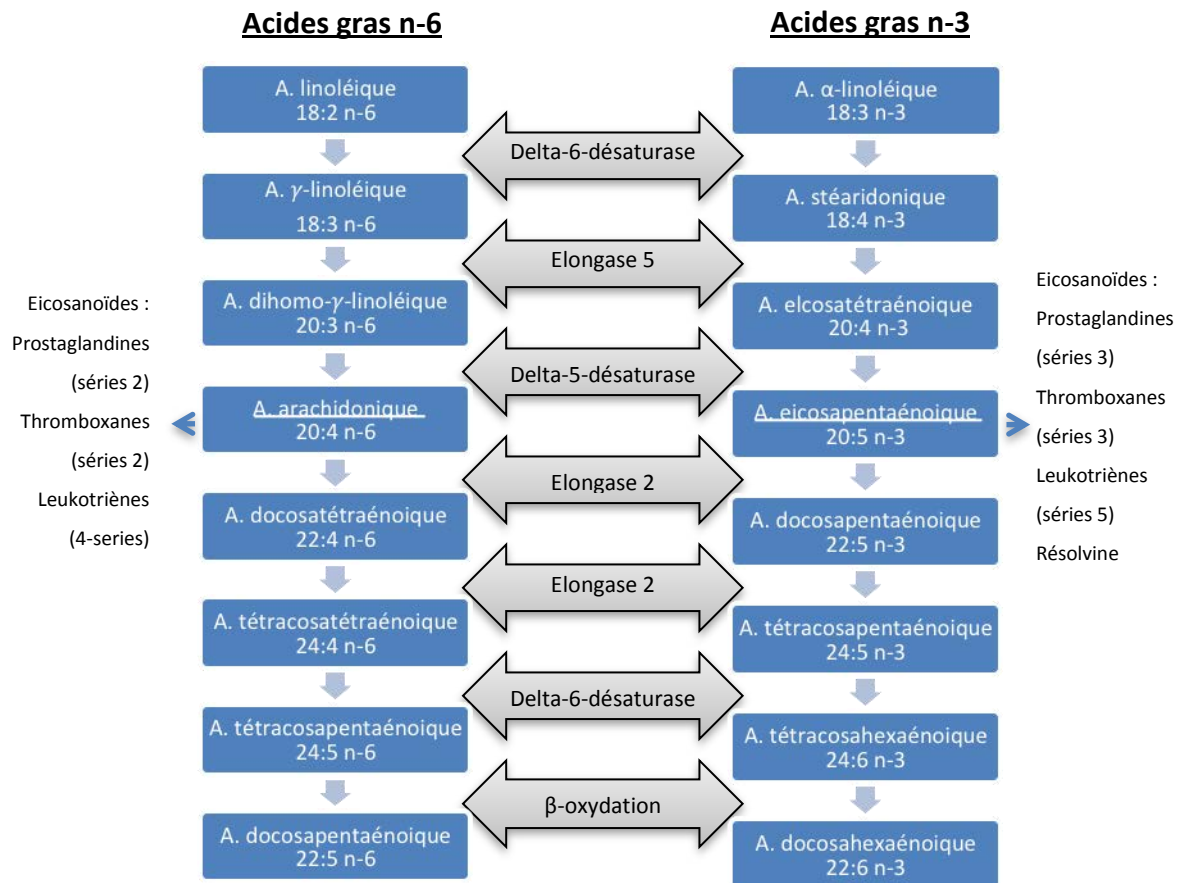 Acides gras n-6
A. linoléique
18:2 n-6
A. γ-linoléique
18:3 n-6
A. dihomo-γ-linoléique
20:3 n-6
A. arachidonique
20:4 n-6
A. docosatétraénoique
22:4 n-6
A. tétracosatétraénoique
24:4 n-6
A. tétracosapentaénoique
24:5 n-6
A. docosapentaénoique
22:5 n-6
Eicosanoïdes :
Prostaglandines
(séries 2)
Thromboxanes
(séries 2)
Leukotriènes
(4-series)
Delta-6-désaturase
Elongase 5
Delta-5-désaturase
Elongase 2
Elongase 2
Delta-6-désaturase
β-oxydation
Acides gras n-3
A. α-linoléique
18:3 n-3
A. stéaridonique
18:4 n-3
A. elcosatétraénoique
20:4 n-3
A. eicosapentaénoique
20:5 n-3
A. docosapentaénoique
22:5 n-3
A. tétracosapentaénoique
24:5 n-3
A. tétracosahexaénoique
24:6 n-3
A. docosahexaénoique
22:6 n-3
Eicosanoïdes :
Prostaglandines
(séries 3)
Thromboxanes
(séries 3)
Leukotriènes
(séries 5)
Résolvine